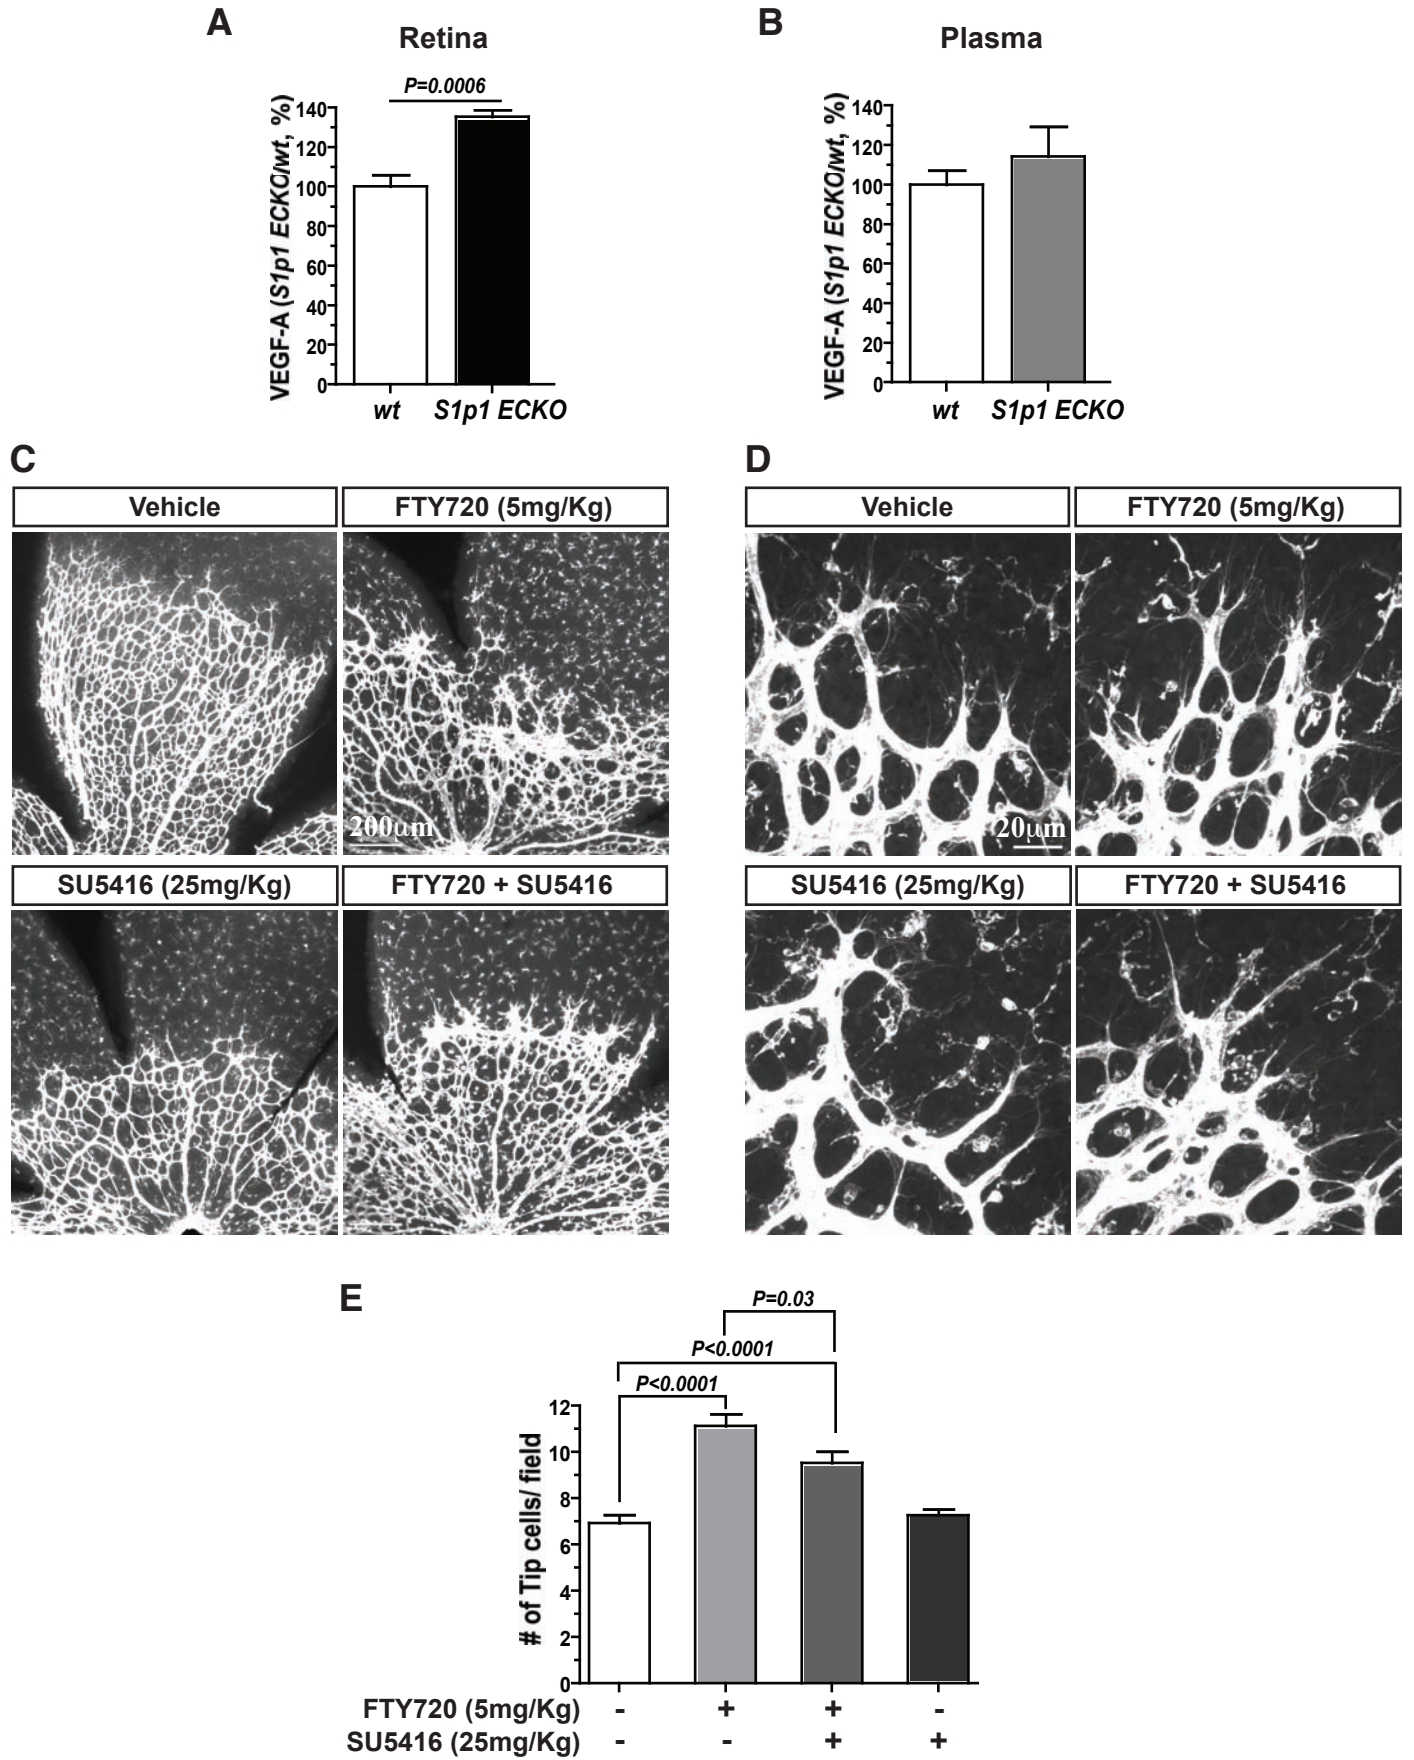 A
Retina
P=0.0006
VEGF-A (S1p1 ECKO/wt, %)
140
120
100
80
60
40
20
0
wt
S1p1 ECKO
B
Plasma
VEGF-A (S1p1 ECKO/wt, %)
140
120
100
80
60
40
20
0
wt
S1p1 ECKO
C
Vehicle
FTY720 (5mg/Kg)
200μm
SU5416 (25mg/Kg)
FTY720 + SU5416
D
Vehicle
FTY720 (5mg/Kg)
20μm
SU5416 (25mg/Kg)
FTY720 + SU5416
E
P=0.03
P<0.0001
P<0.0001
# of Tip cells/ field
12
10
8
6
4
2
0
FTY720 (5mg/Kg) - + + -
SU5416 (25mg/Kg) - - + +